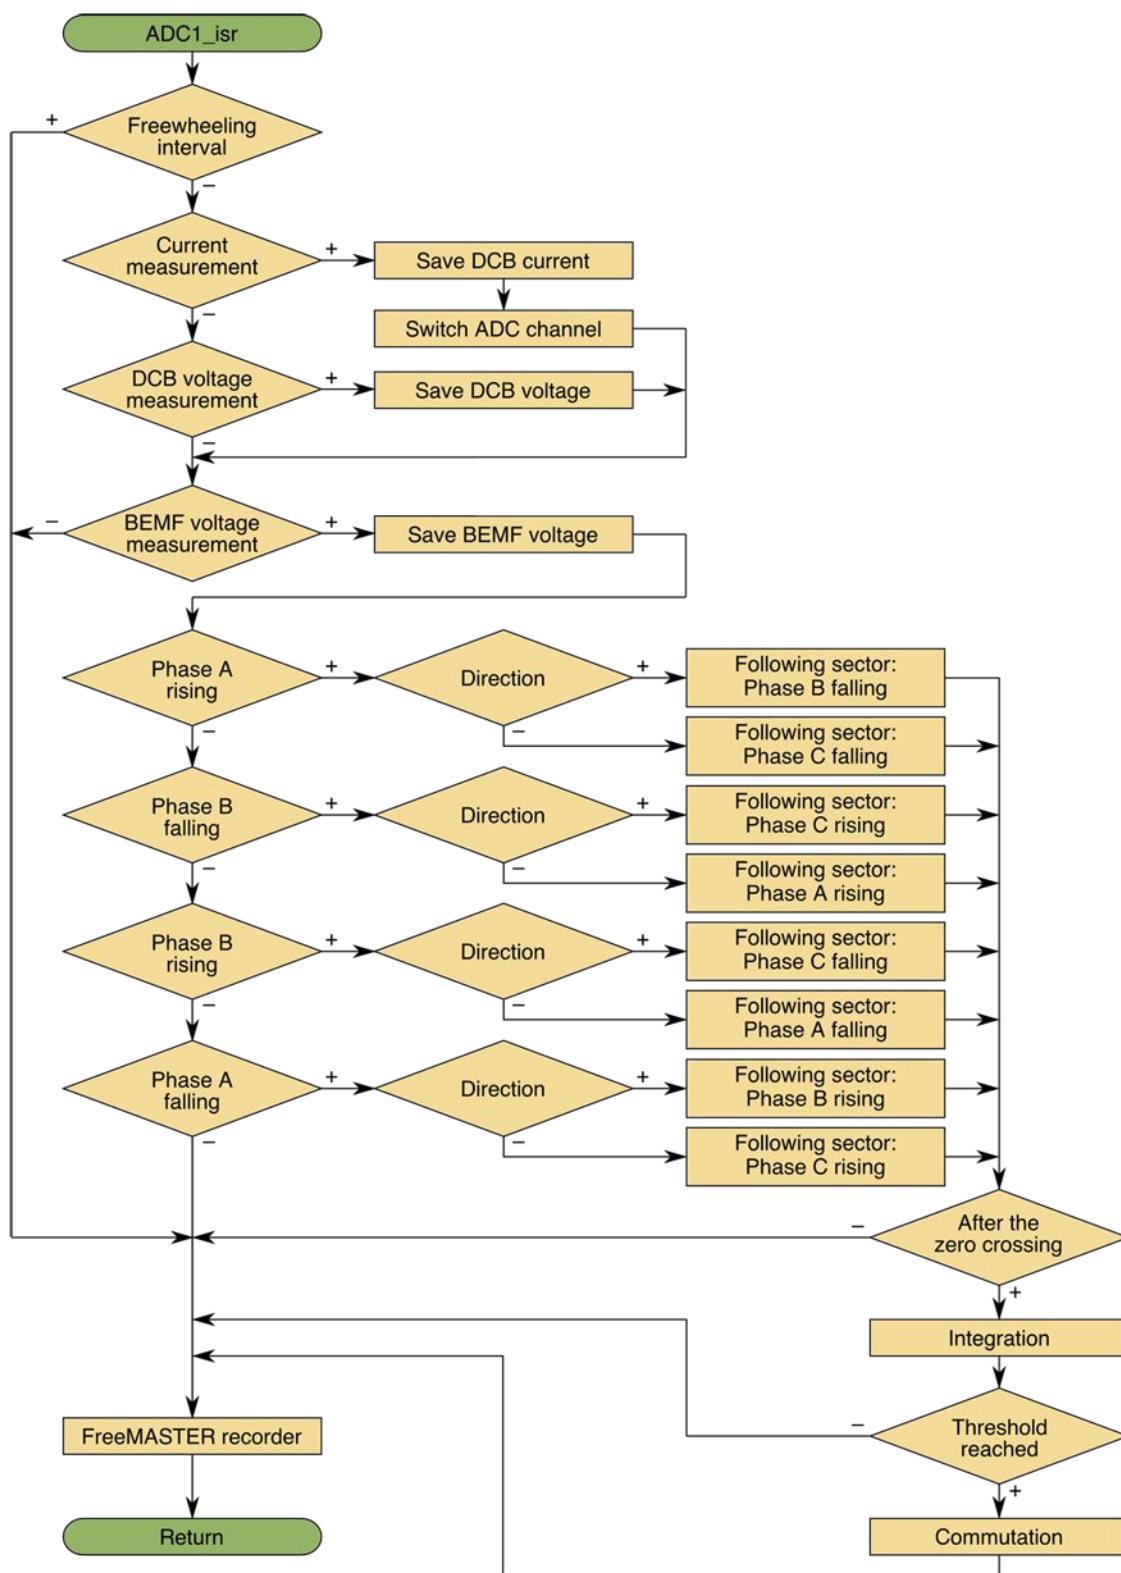 ADC1_isr
+
Freewheeling
interval
–
Current
measurement
+
Save DCB current
–
Switch ADC channel
DCB voltage
measurement
+
Save DCB voltage
–
–
BEMF voltage
measurement
+
Save BEMF voltage
Phase A
rising
+
Direction
+
Following sector:
Phase B falling
–
–
Following sector:
Phase C falling
Phase B
falling
+
Direction
+
Following sector:
Phase C rising
–
–
Following sector:
Phase A rising
Phase B
rising
+
Direction
+
Following sector:
Phase C falling
–
–
Following sector:
Phase A falling
Phase A
falling
+
Direction
+
Following sector:
Phase B rising
–
–
Following sector:
Phase C rising
–
After the
zero crossing
+
Integration
–
Threshold
reached
FreeMASTER recorder
+
Return
Commutation